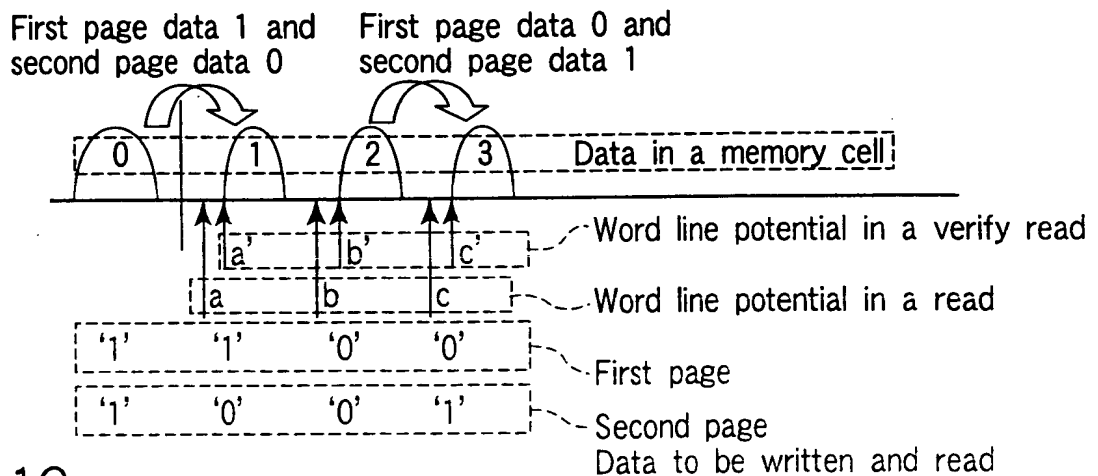 First page data 1 and
second page data 0
First page data 0 and
second page data 1
0 1 2 3 Data in a memory cell
a' b' c' Word line potential in a verify read
a b c Word line potential in a read
'1' '1' '0' '0'
First page
'1' '0' '0' '1'
Second page
Data to be written and read